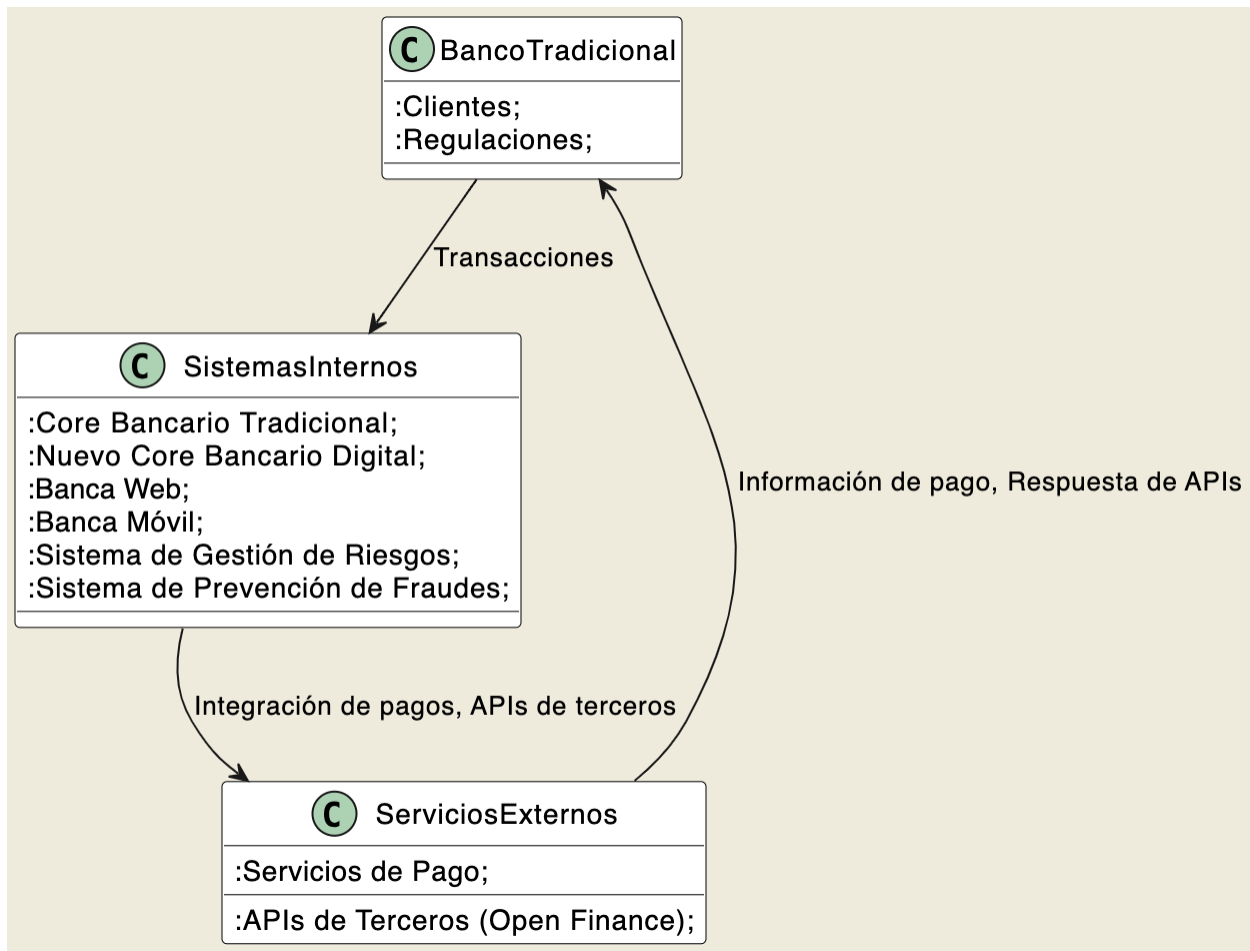 C BancoTradicional
:Clientes;
:Regulaciones;
Transacciones
C SistemasInternos
:Core Bancario Tradicional;
:Nuevo Core Bancario Digital;
:Banca Web;
:Banca Móvil;
:Sistema de Gestión de Riesgos;
:Sistema de Prevención de Fraudes;
Información de pago, Respuesta de APIs
Integración de pagos, APIs de terceros
C ServiciosExternos
:Servicios de Pago;
:APIs de Terceros (Open Finance);